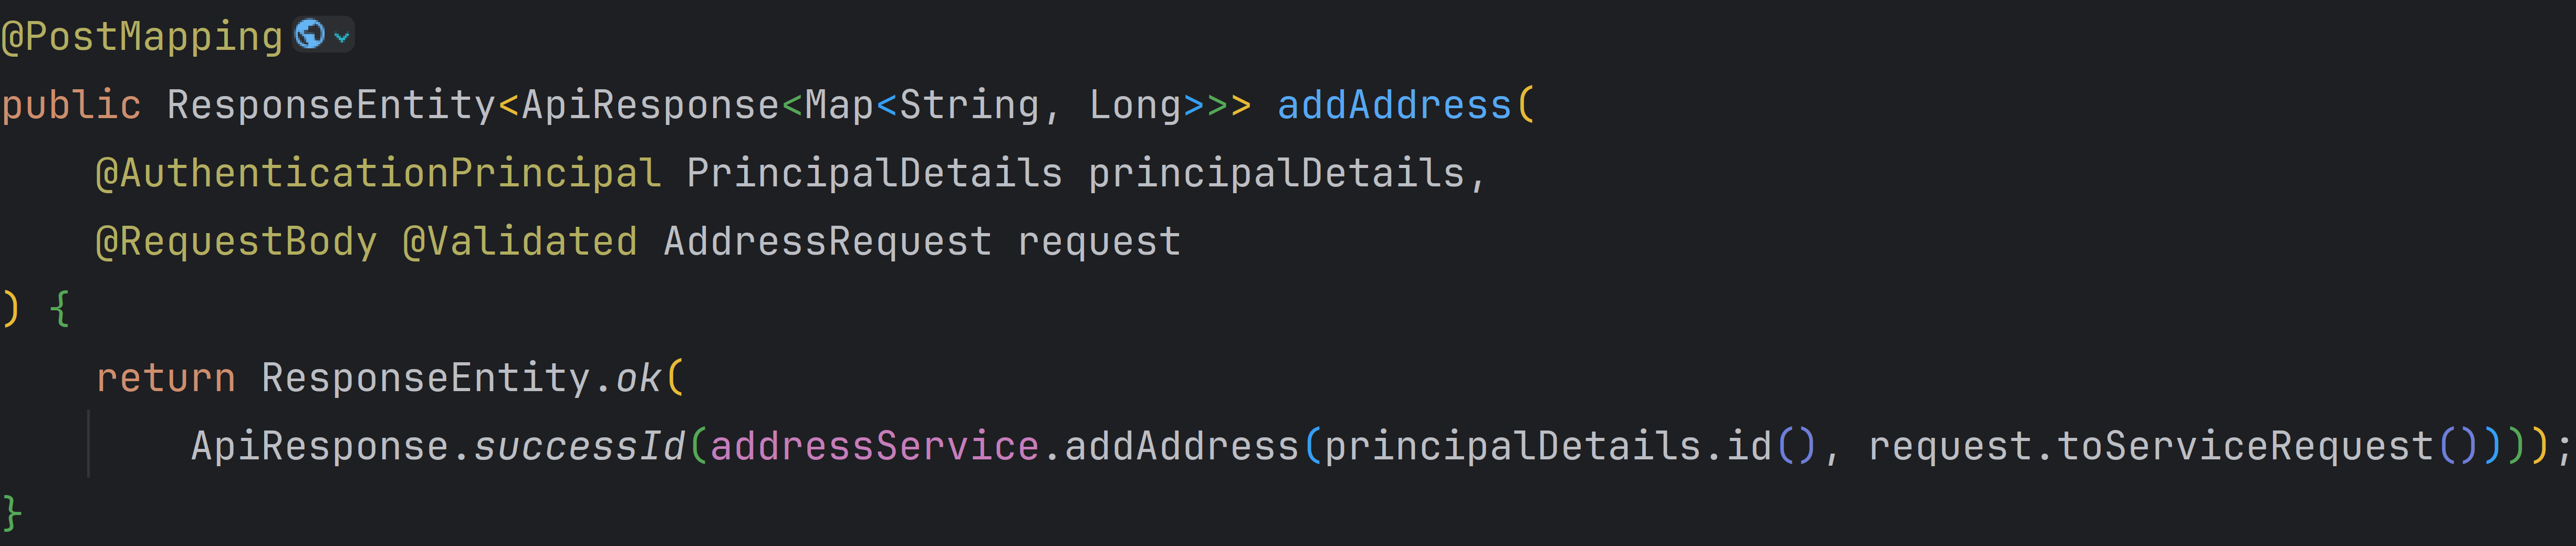 @PostMapping
public ResponseEntity<ApiResponse<Map<String, Long>>> addAddress(
    @AuthenticationPrincipal PrincipalDetails principalDetails,
    @RequestBody @Validated AddressRequest request
) {
    return ResponseEntity.ok(
        ApiResponse.successId(addressService.addAddress(principalDetails.id(), request.toServiceRequest())));
}